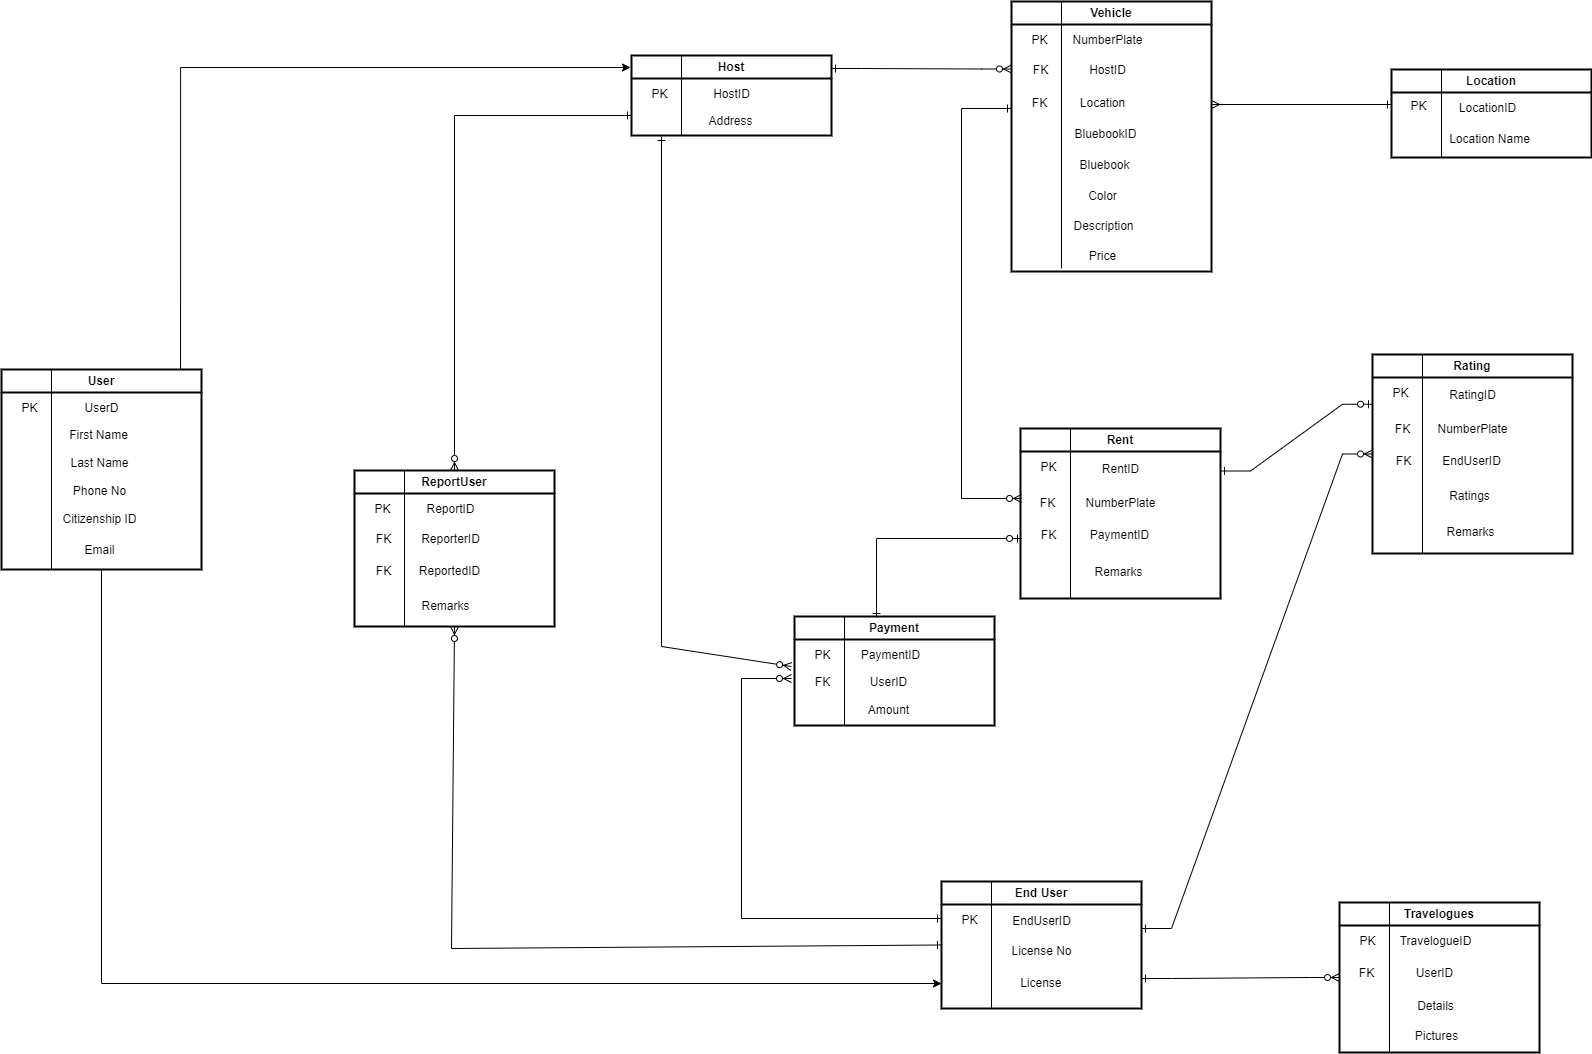 Vehicle
PK NumberPlate
FK HostID
FK Location
BluebookID
Bluebook
Color
Description
Price
Host
PK HostID
Address
Location
PK LocationID
Location Name
User
PK UserD
First Name
Last Name
Phone No
Citizenship ID
Email
ReportUser
PK ReportID
FK ReporterID
FK ReportedID
Remarks
Rent
PK RentID
FK NumberPlate
FK PaymentID
Remarks
Rating
PK RatingID
FK NumberPlate
FK EndUserID
Ratings
Remarks
Payment
PK PaymentID
FK UserID
Amount
End User
PK EndUserID
License No
License
Travelogues
PK TravelogueID
FK UserID
Details
Pictures